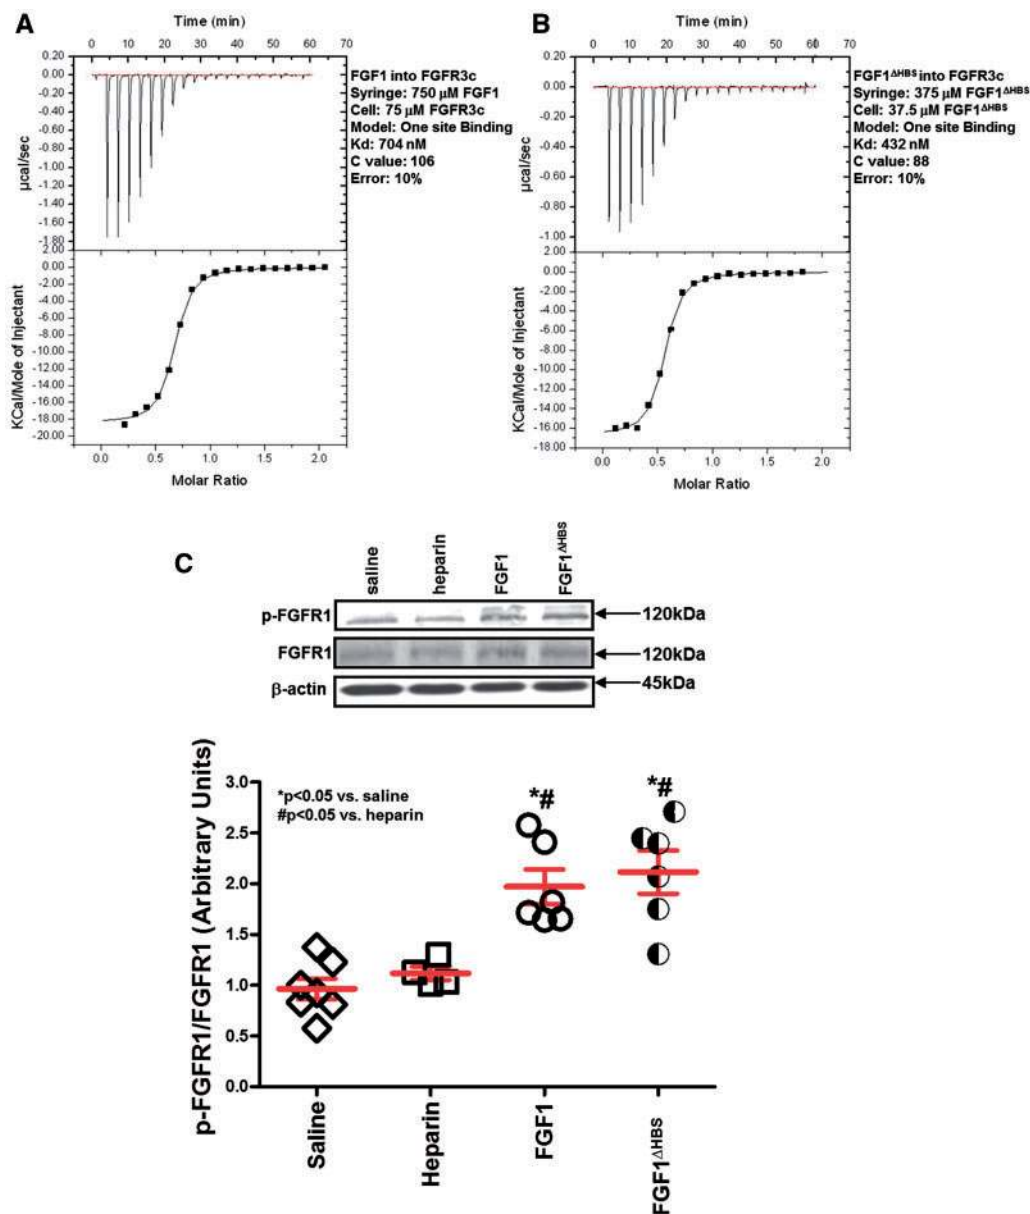 A
Time (min)
0 10 20 30 40 50 60 70
0.20
0.00
-0.20
-0.40
-0.60
-0.80
-1.00
-1.20
-1.40
-1.60
-1.80
2.00
µcal/sec
FGF1 into FGFR3c
Syringe: 750 µM FGF1
Cell: 75 µM FGFR3c
Model: One site Binding
Kd: 704 nM
C value: 106
Error: 10%
0.00
-2.00
-4.00
-6.00
-8.00
-10.00
-12.00
-14.00
-16.00
-18.00
-20.00
KCal/Mole of Injectant
0.0 0.5 1.0 1.5 2.0
Molar Ratio
B
Time (min)
0 10 20 30 40 50 60 70
0.20
0.00
-0.20
-0.40
-0.60
-0.80
-1.00
2.00
µcal/sec
FGF1ΔHBS into FGFR3c
Syringe: 375 µM FGF1ΔHBS
Cell: 37.5 µM FGF1ΔHBS
Model: One site Binding
Kd: 432 nM
C value: 88
Error: 10%
0.00
-2.00
-4.00
-6.00
-8.00
-10.00
-12.00
-14.00
-16.00
-18.00
KCal/Mole of Injectant
0.0 0.5 1.0 1.5 2.0
Molar Ratio
C
saline
heparin
FGF1
FGF1ΔHBS
p-FGFR1
120kDa
FGFR1
120kDa
β-actin
45kDa
p-FGFR1/FGFR1 (Arbitrary Units)
3.0
2.5
2.0
1.5
1.0
0.5
0.0
*p<0.05 vs. saline
#p<0.05 vs. heparin
*#
*#
Saline
Heparin
FGF1
FGF1ΔHBS